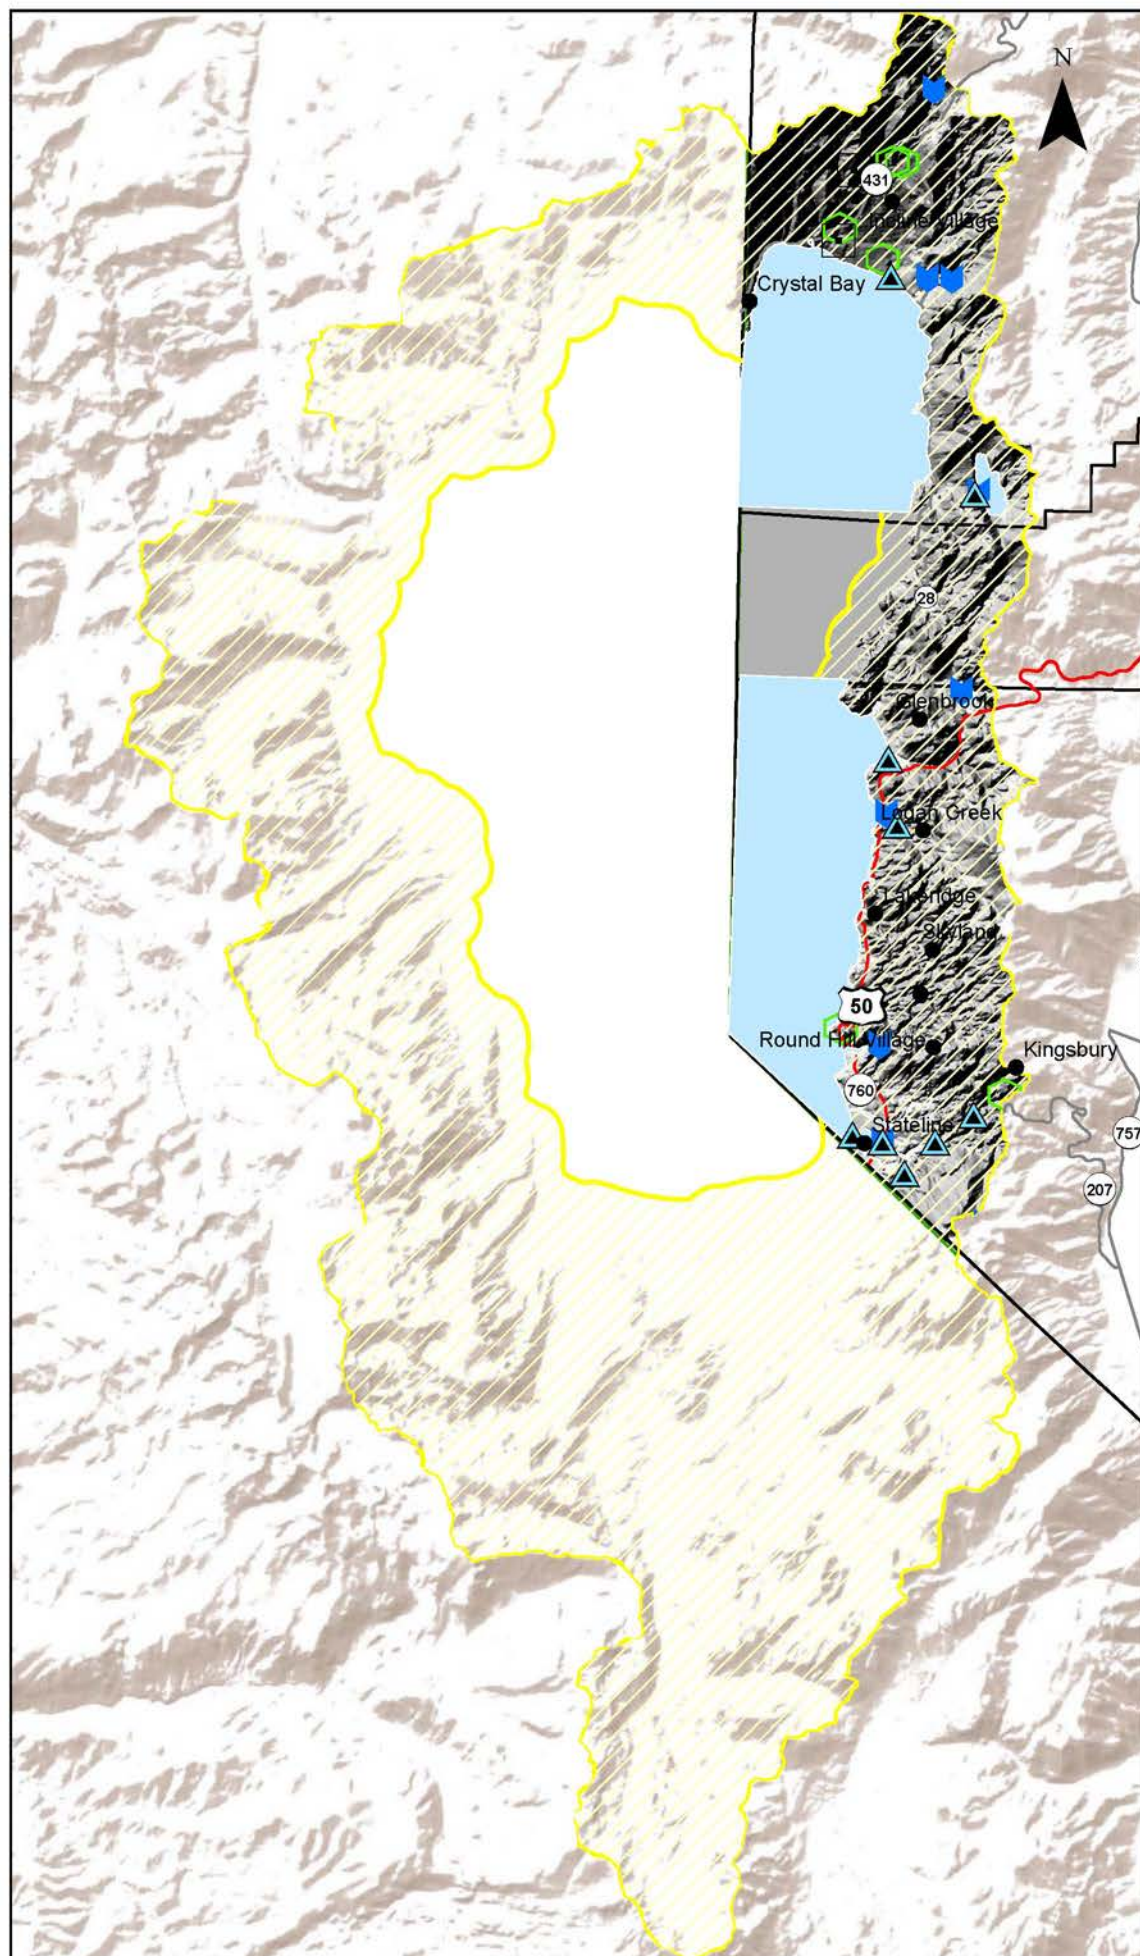 N
431
Incline Village
Crystal Bay
28
Glenbrook
Logan Creek
Lakeridge
Skyland
50
Round Hill Village
Kingsbury
760
Stateline
757
207